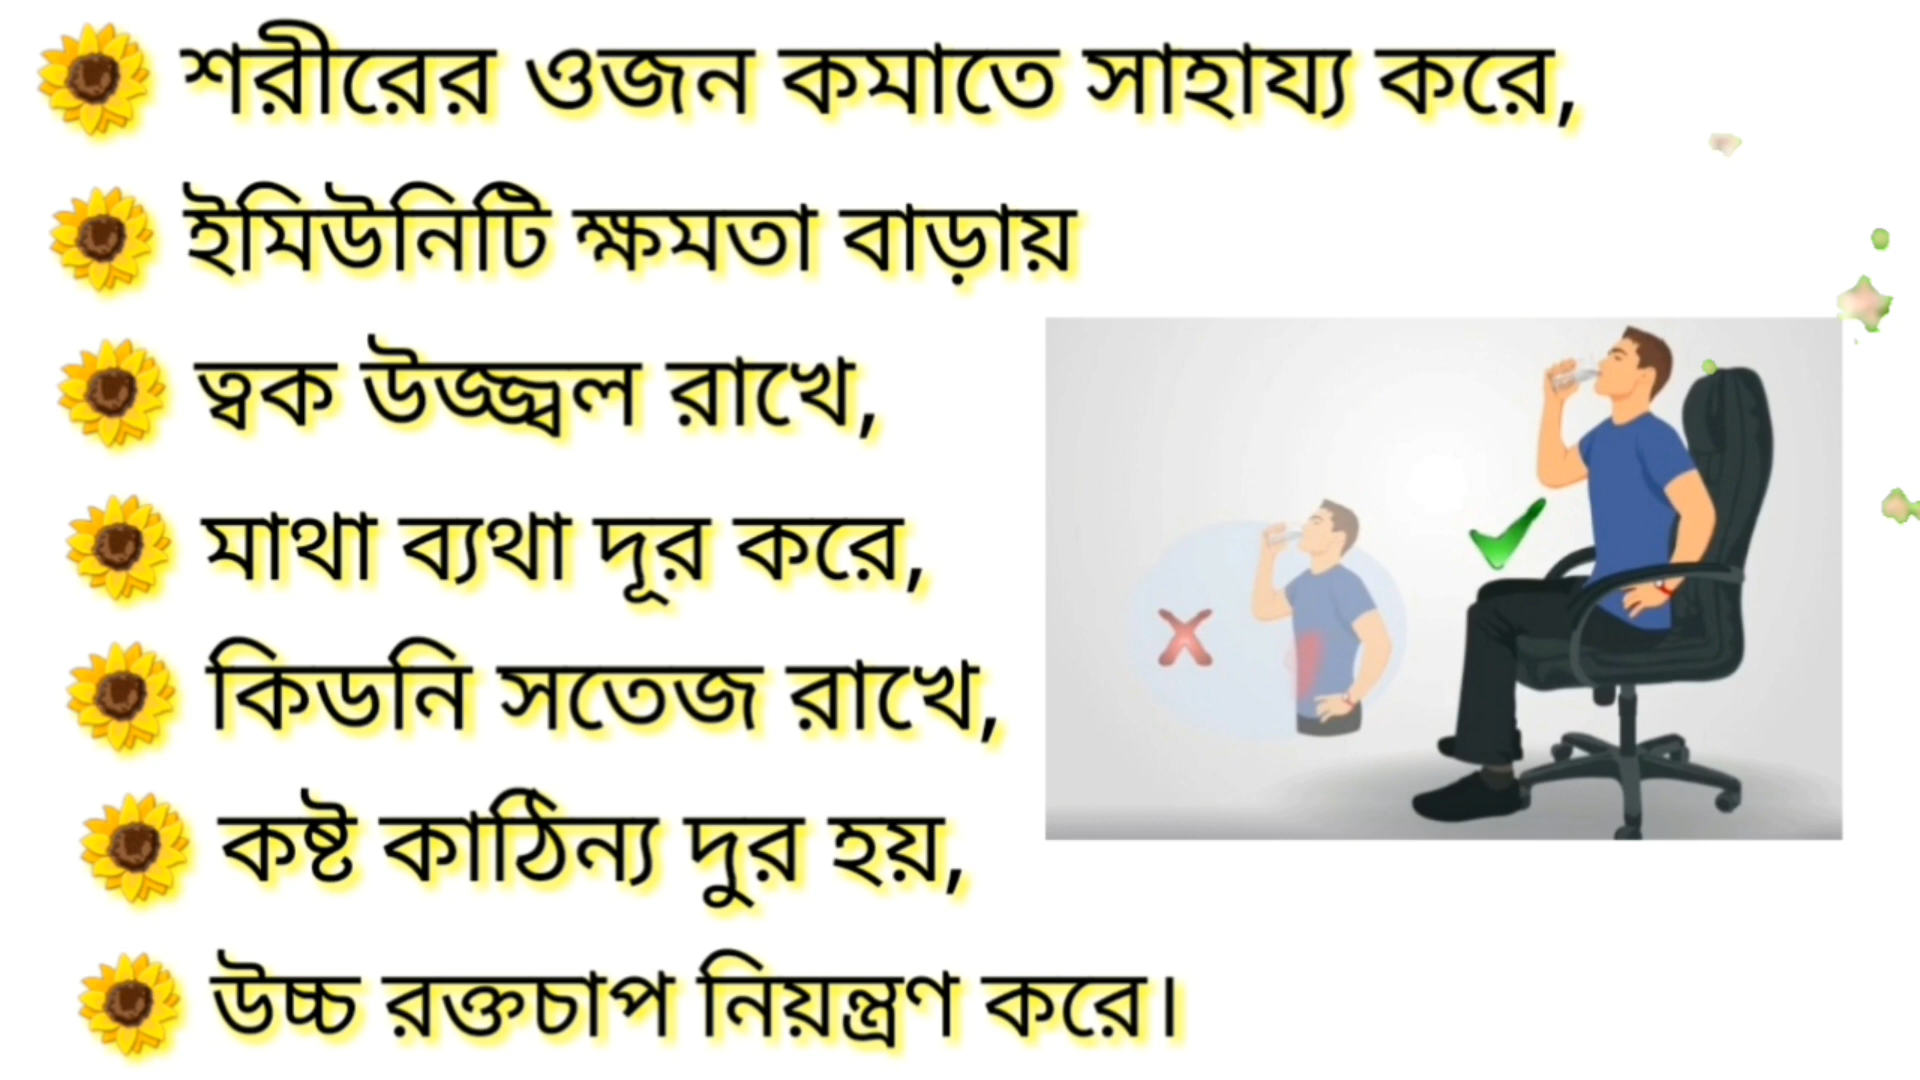 শরীরের ওজন কমাতে সাহায্য করে,
ইমিউনিটি ক্ষমতা বাড়ায়
ত্বক উজ্জ্বল রাখে,
মাথা ব্যথা দূর করে,
কিডনি সতেজ রাখে,
কষ্ট কাঠিন্য দুর হয়,
উচ্চ রক্তচাপ নিয়ন্ত্রণ করে।